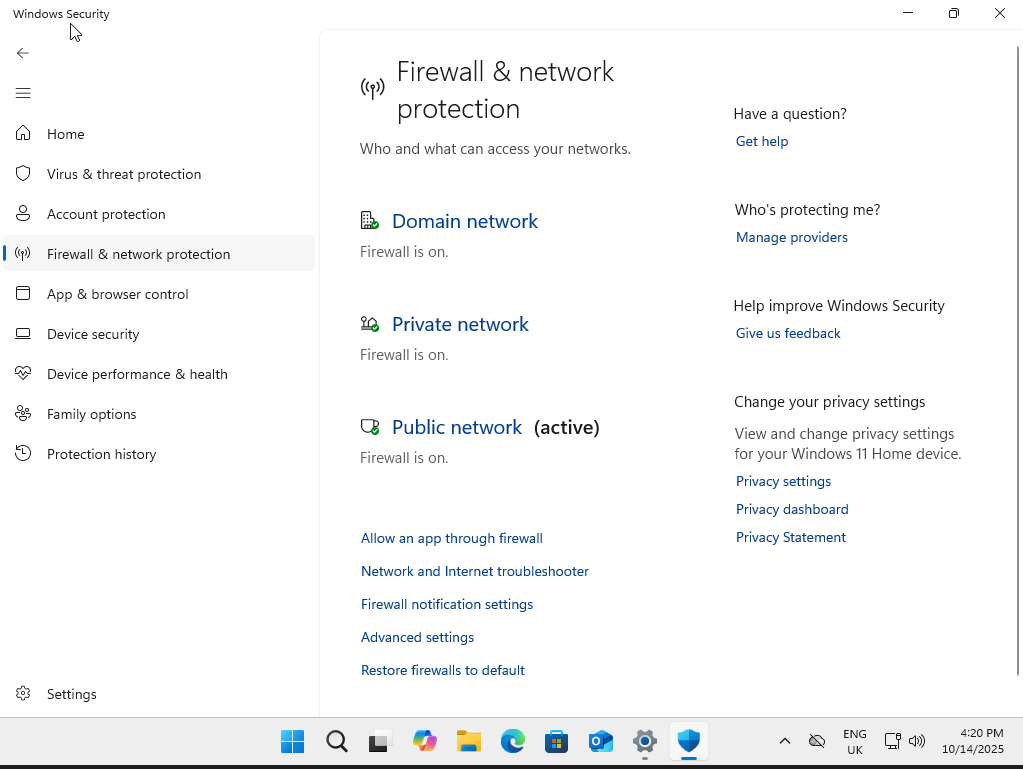 Windows Security
Home
Virus & threat protection
Account protection
Firewall & network protection
App & browser control
Device security
Device performance & health
Family options
Protection history
Settings
Firewall & network
protection
Who and what can access your networks.
Domain network
Firewall is on.
Private network
Firewall is on.
Public network (active)
Firewall is on.
Allow an app through firewall
Network and Internet troubleshooter
Firewall notification settings
Advanced settings
Restore firewalls to default
Have a question?
Get help
Who's protecting me?
Manage providers
Help improve Windows Security
Give us feedback
Change your privacy settings
View and change privacy settings
for your Windows 11 Home device.
Privacy settings
Privacy dashboard
Privacy Statement
ENG
UK
4:20 PM
10/14/2025